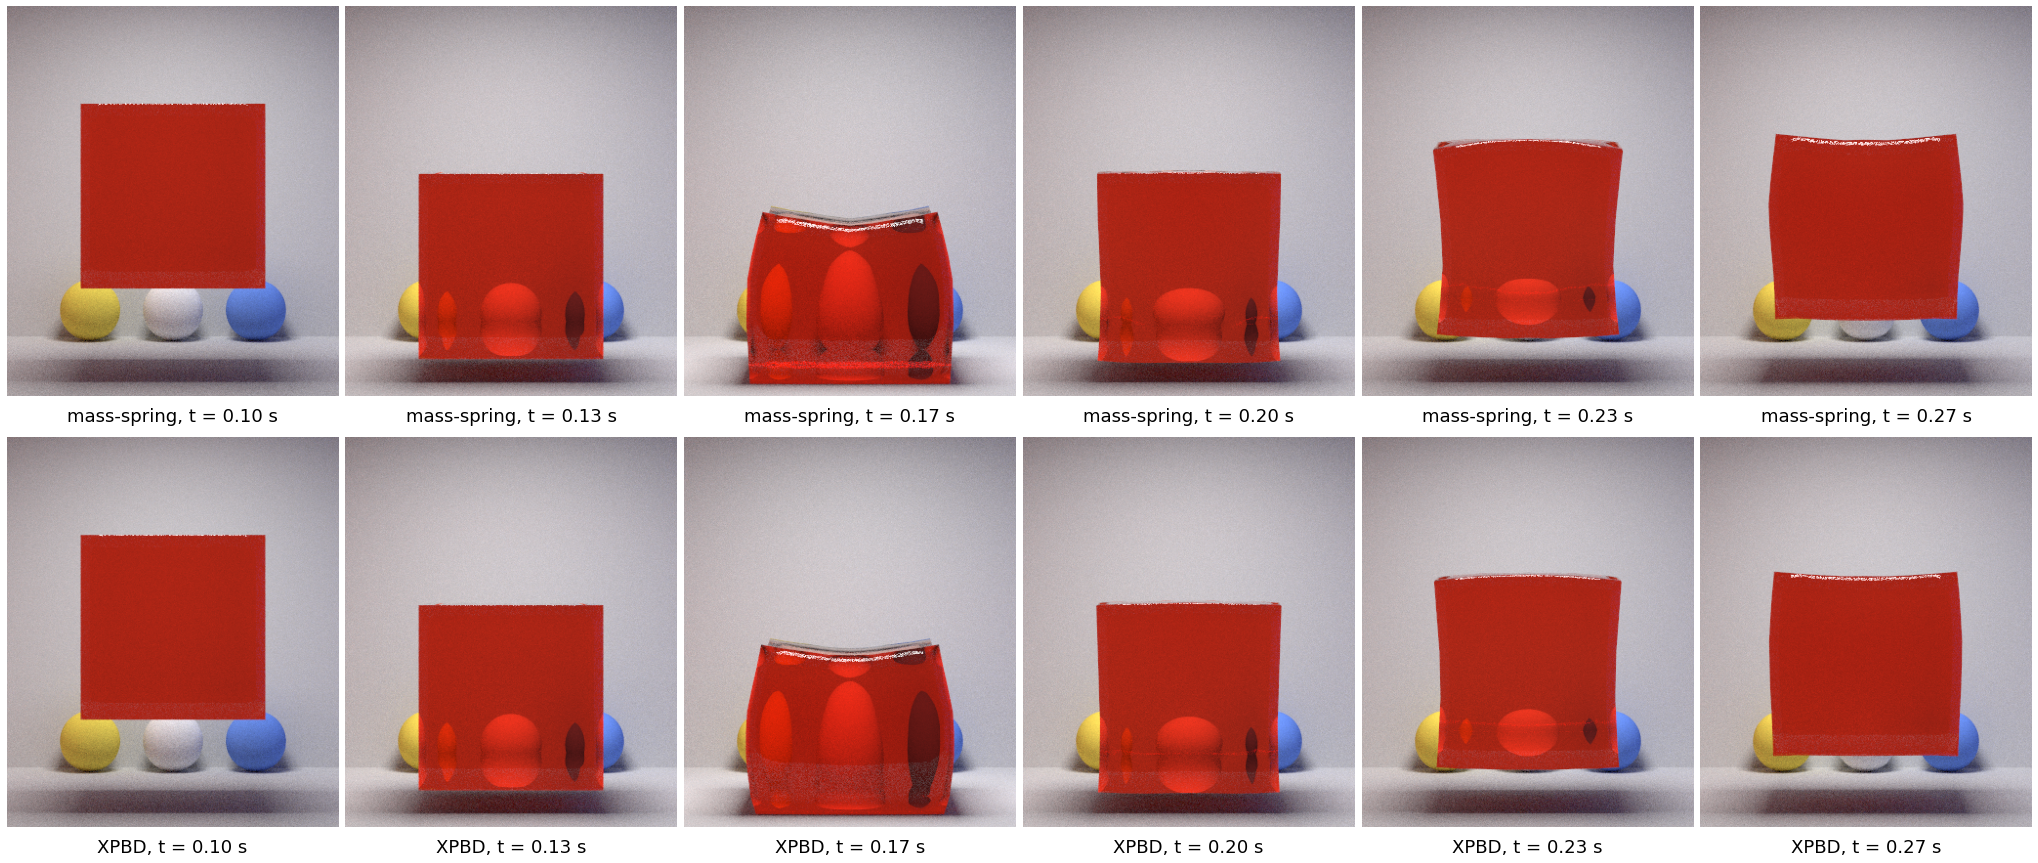 mass-spring, t = 0.10 s
mass-spring, t = 0.13 s
mass-spring, t = 0.17 s
mass-spring, t = 0.20 s
mass-spring, t = 0.23 s
mass-spring, t = 0.27 s
XPBD, t = 0.10 s
XPBD, t = 0.13 s
XPBD, t = 0.17 s
XPBD, t = 0.20 s
XPBD, t = 0.23 s
XPBD, t = 0.27 s